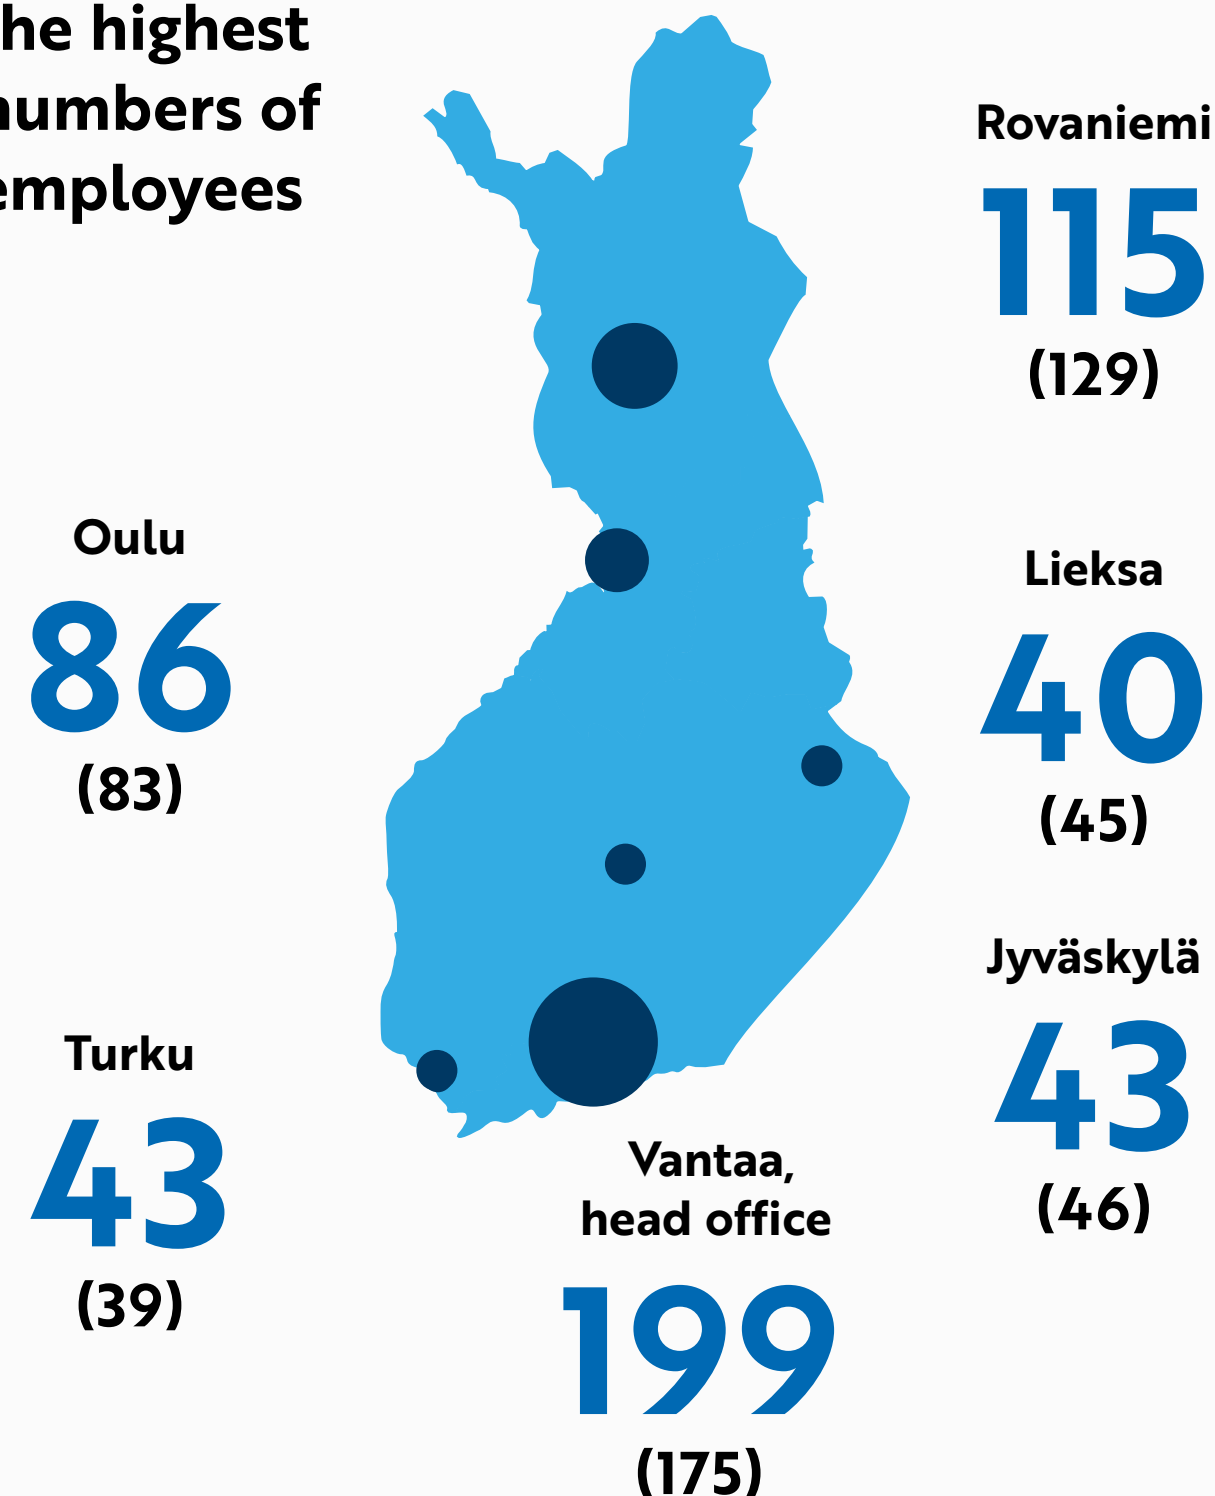 he highest
numbers of
employees
Rovaniemi
115
(129)
Oulu
86
(83)
Lieksa
40
(45)
Jyväskylä
43
(46)
Turku
43
(39)
Vantaa,
head office
199
(175)